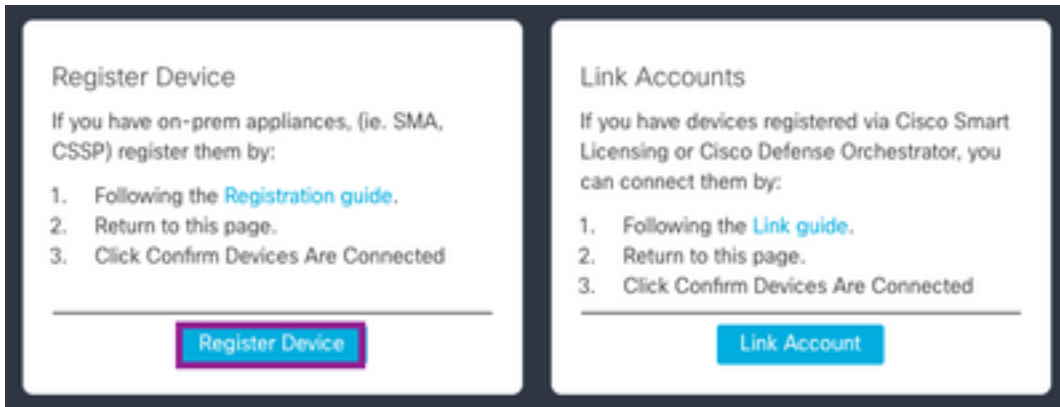 Register Device
If you have on-prem appliances, (ie. SMA,
CSSP) register them by:
1. Following the Registration guide.
2. Return to this page.
3. Click Confirm Devices Are Connected
Register Device
Link Accounts
If you have devices registered via Cisco Smart
Licensing or Cisco Defense Orchestrator, you
can connect them by:
1. Following the Link guide.
2. Return to this page.
3. Click Confirm Devices Are Connected
Link Account